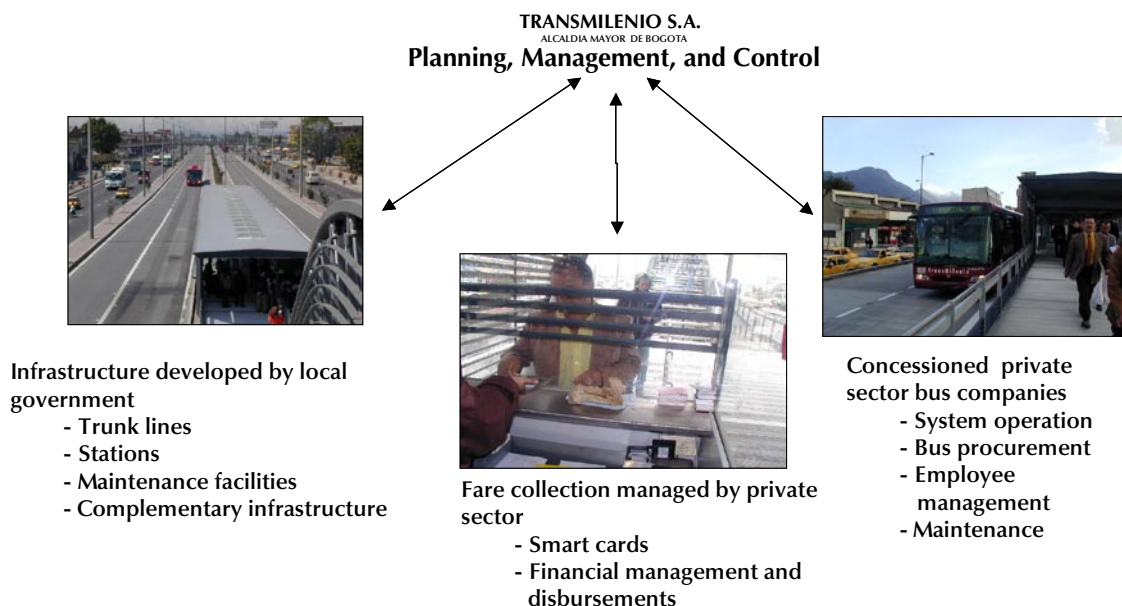 TRANSMILENIO S.A.
ALCALDIA MAYOR DE BOGOTA
Planning, Management, and Control
Infrastructure developed by local
government
- Trunk lines
- Stations
- Maintenance facilities
- Complementary infrastructure
Fare collection managed by private
sector
- Smart cards
- Financial management and
disbursements
TransMilenio
Concessioned private
sector bus companies
- System operation
- Bus procurement
- Employee
management
- Maintenance